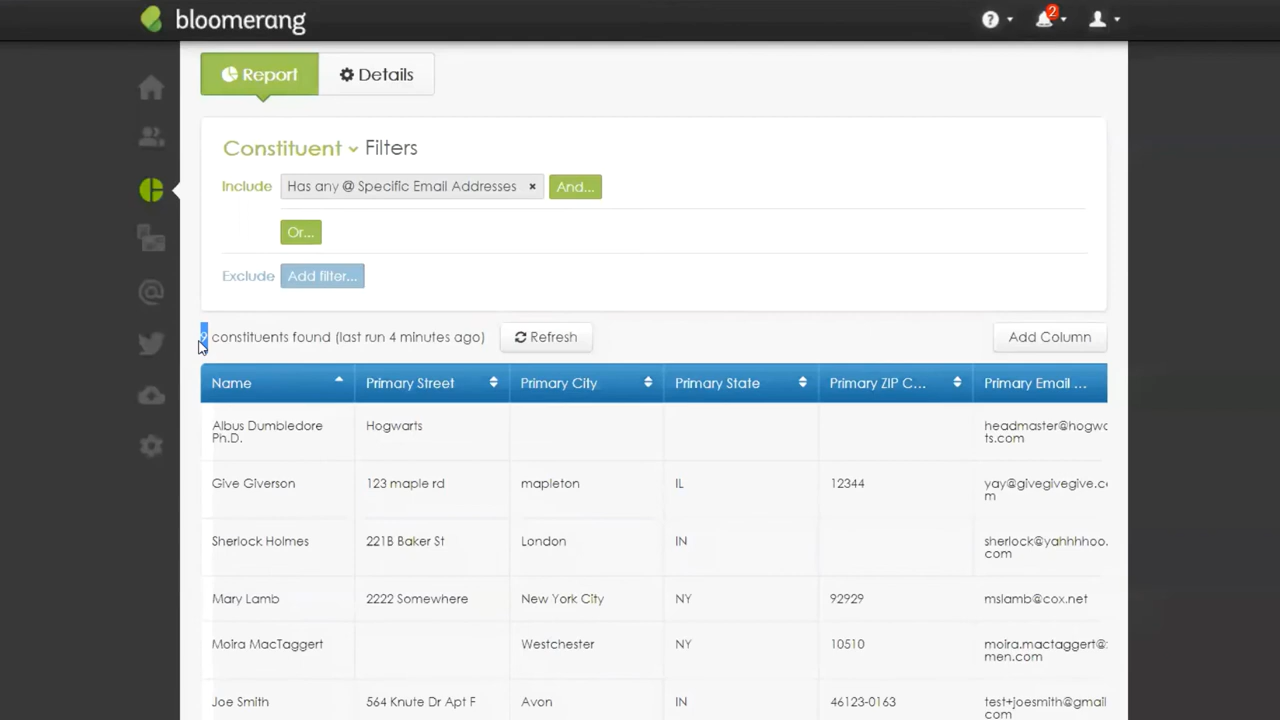 bloomerang
2
Report
Details
Constituent Filters
Include Has any @ Specific Email Addresses × And...
Or...
Exclude Add filter...
9 constituents found (last run 4 minutes ago) Refresh Add Column
Name Primary Street Primary City Primary State Primary ZIP C... Primary Email ...
Albus Dumbledore Ph.D. Hogwarts
headmaster@hogwa
ts.com
Give Giverson 123 maple rd mapleton IL 12344 yay@givegivegive.c
m
Sherlock Holmes 221B Baker St London IN sherlock@yahhhhoo.
com
Mary Lamb 2222 Somewhere New York City NY 92929 mslamb@cox.net
Moira MacTaggert Westchester NY 10510 moira.mactaggert@
men.com
Joe Smith 564 Knute Dr Apt F Avon IN 46123-0163 test+joesmith@gmail
com